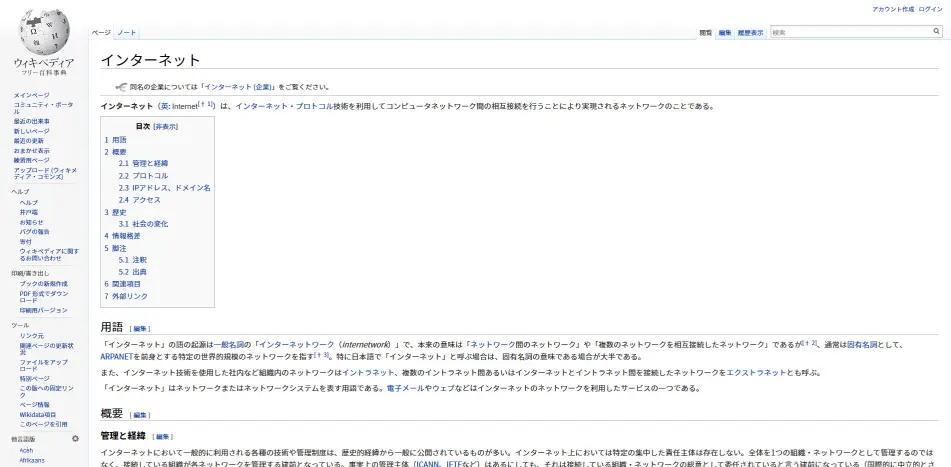 アカウント作成 ログイン
ウィキペディア
フリー百科事典
ページ ノート
閲覧 編集 履歴表示 検索
メインページ
コミュニティ・ポータ
ル
最近の出来事
新しいページ
最近の更新
おまかせ表示
練習用ページ
アップロード (ウィキメ
ディア・コモンズ)
ヘルプ
ヘルプ
井戸端
お知らせ
バグの報告
寄付
ウィキペディアに関す
るお問い合わせ
印刷/書き出し
ブックの新規作成
PDF 形式でダウン
ロード
印刷用バージョン
ツール
リンク元
関連ページの更新状
況
ファイルをアップ
ロード
特別ページ
この版への固定リン
ク
ページ情報
Wikidata項目
このページを引用
他言語版
Acèh
Afrikaans
インターネット
同名の企業については「インターネット (企業)」をご覧ください。
インターネット（英: Internet[† 1]）は、インターネット・プロトコル技術を利用してコンピュータネットワーク間の相互接続を行うことにより実現されるネットワークのことである。
目次 [非表示]
1 用語
2 概要
2.1 管理と経緯
2.2 プロトコル
2.3 IPアドレス、ドメイン名
2.4 アクセス
3 歴史
3.1 社会の変化
4 情報格差
5 脚注
5.1 注釈
5.2 出典
6 関連項目
7 外部リンク
用語 [編集]
「インターネット」の語の起源は一般名詞の「インターネットワーク（internetwork）」で、本来の意味は「ネットワーク間のネットワーク」や「複数のネットワークを相互接続したネットワーク」であるが[† 2]、通常は固有名詞として、
ARPANETを前身とする特定の世界的規模のネットワークを指す[† 3]。特に日本語で「インターネット」と呼ぶ場合は、固有名詞の意味である場合が大半である。
また、インターネット技術を使用した社内など組織内のネットワークはイントラネット、複数のイントラネット間あるいはインターネットとイントラネット間を接続したネットワークをエクストラネットとも呼ぶ。
「インターネット」はネットワークまたはネットワークシステムを表す用語である。電子メールやウェブなどはインターネットのネットワークを利用したサービスの一つである。
概要 [編集]
管理と経緯 [編集]
インターネットにおいて一般的に利用される各種の技術や管理制度は、歴史的経緯から一般に公開されているものが多い。インターネット上においては特定の集中した責任主体は存在しない。全体を1つの組織・ネットワークとして管理するのでは
なく、接続している組織が各ネットワークを管理する建前となっている。事実上の管理主体（ICANN、IETFなど）はあるにしても、それは接続している組織・ネットワークの総意として委任されていると言う建前になっている（国際的に中立的とさ